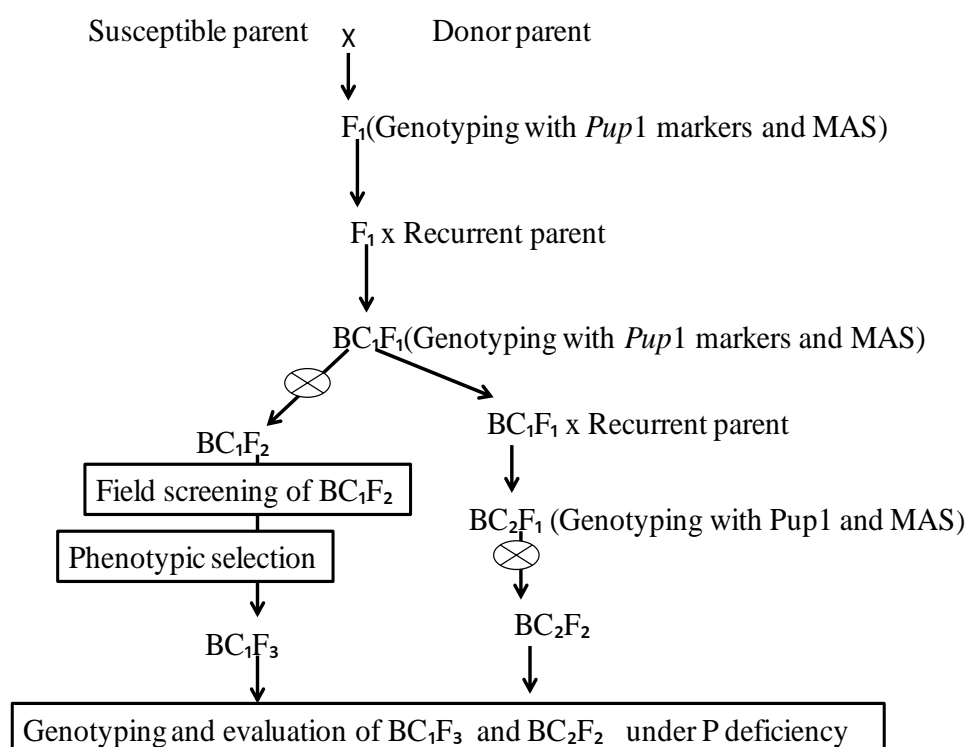 Susceptible parent X Donor parent
F₁(Genotyping with Pup1 markers and MAS)
F₁ x Recurrent parent
BC₁F₁(Genotyping with Pup1 markers and MAS)
BC₁F₂
BC₁F₁ x Recurrent parent
Field screening of BC₁F₂
BC₂F₁ (Genotyping with Pup1 and MAS)
Phenotypic selection
BC₂F₂
BC₁F₃
Genotyping and evaluation of BC₁F₃ and BC₂F₂ under P deficiency